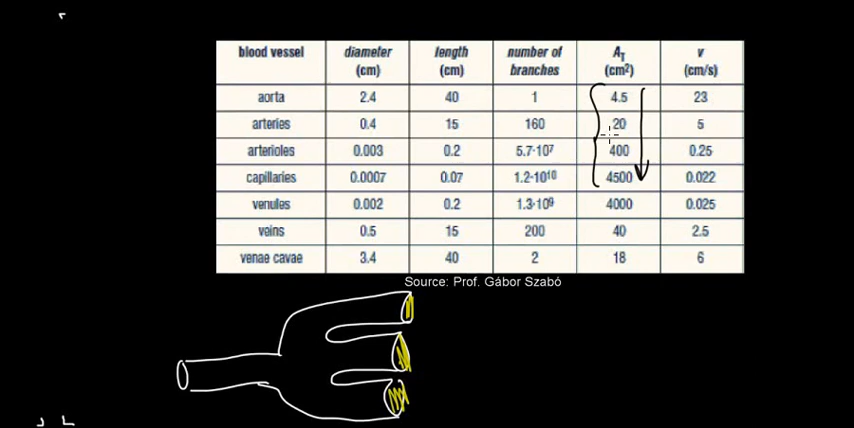 blood vessel diameter (cm) length (cm) number of branches A_T (cm²) v (cm/s)
aorta 2.4 40 1 4.5 23
arteries 0.4 15 160 20 5
arterioles 0.003 0.2 5.7·10⁷ 400 0.25
capillaries 0.0007 0.07 1.2·10¹⁰ 4500 0.022
venules 0.002 0.2 1.3·10⁹ 4000 0.025
veins 0.5 15 200 40 2.5
venae cavae 3.4 40 2 18 6
Source: Prof. Gábor Szabó